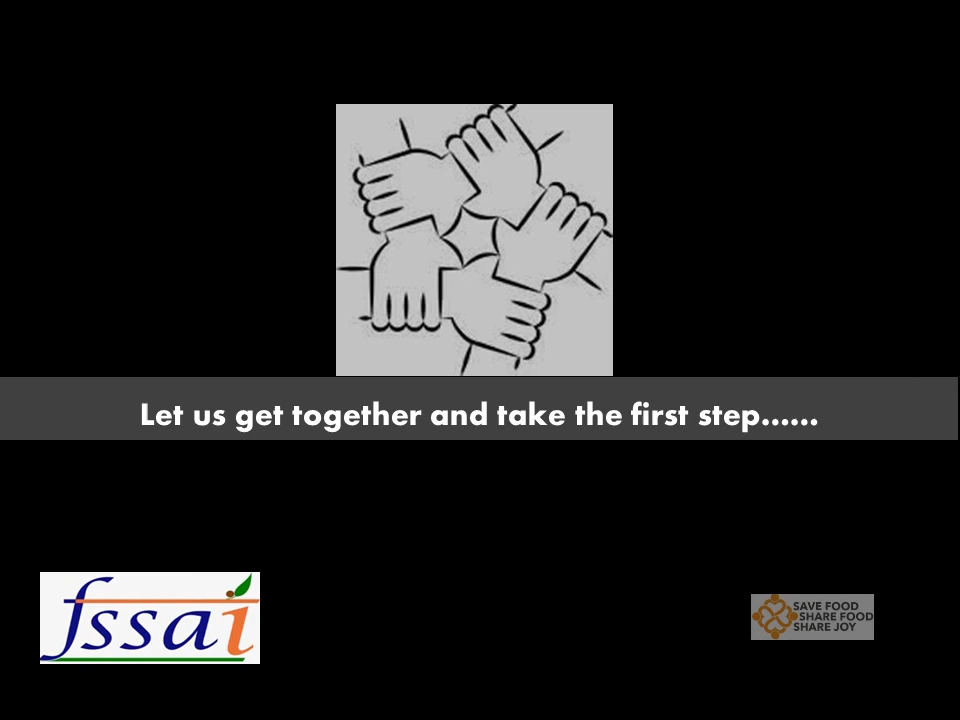 Let us get together and take the first step......
fssai
SAVE FOOD
SHARE FOOD
SHARE JOY